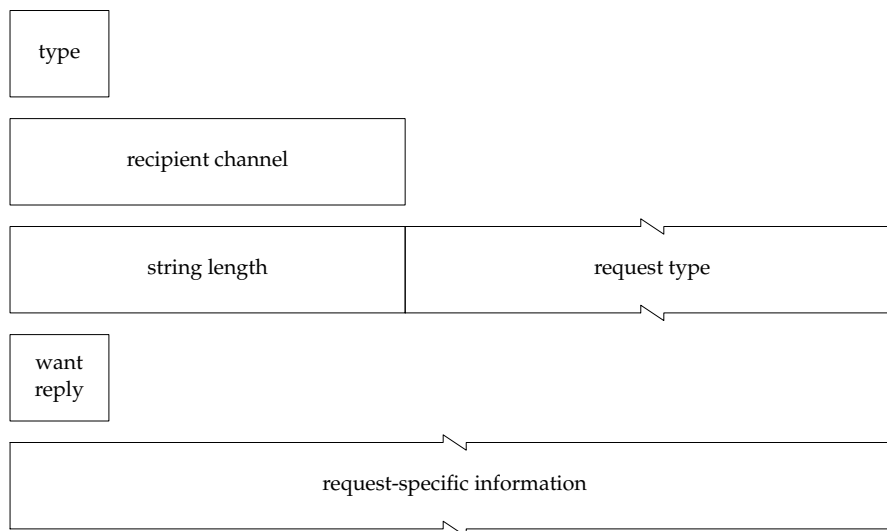 type
recipient channel
string length
request type
want
reply
request-specific information